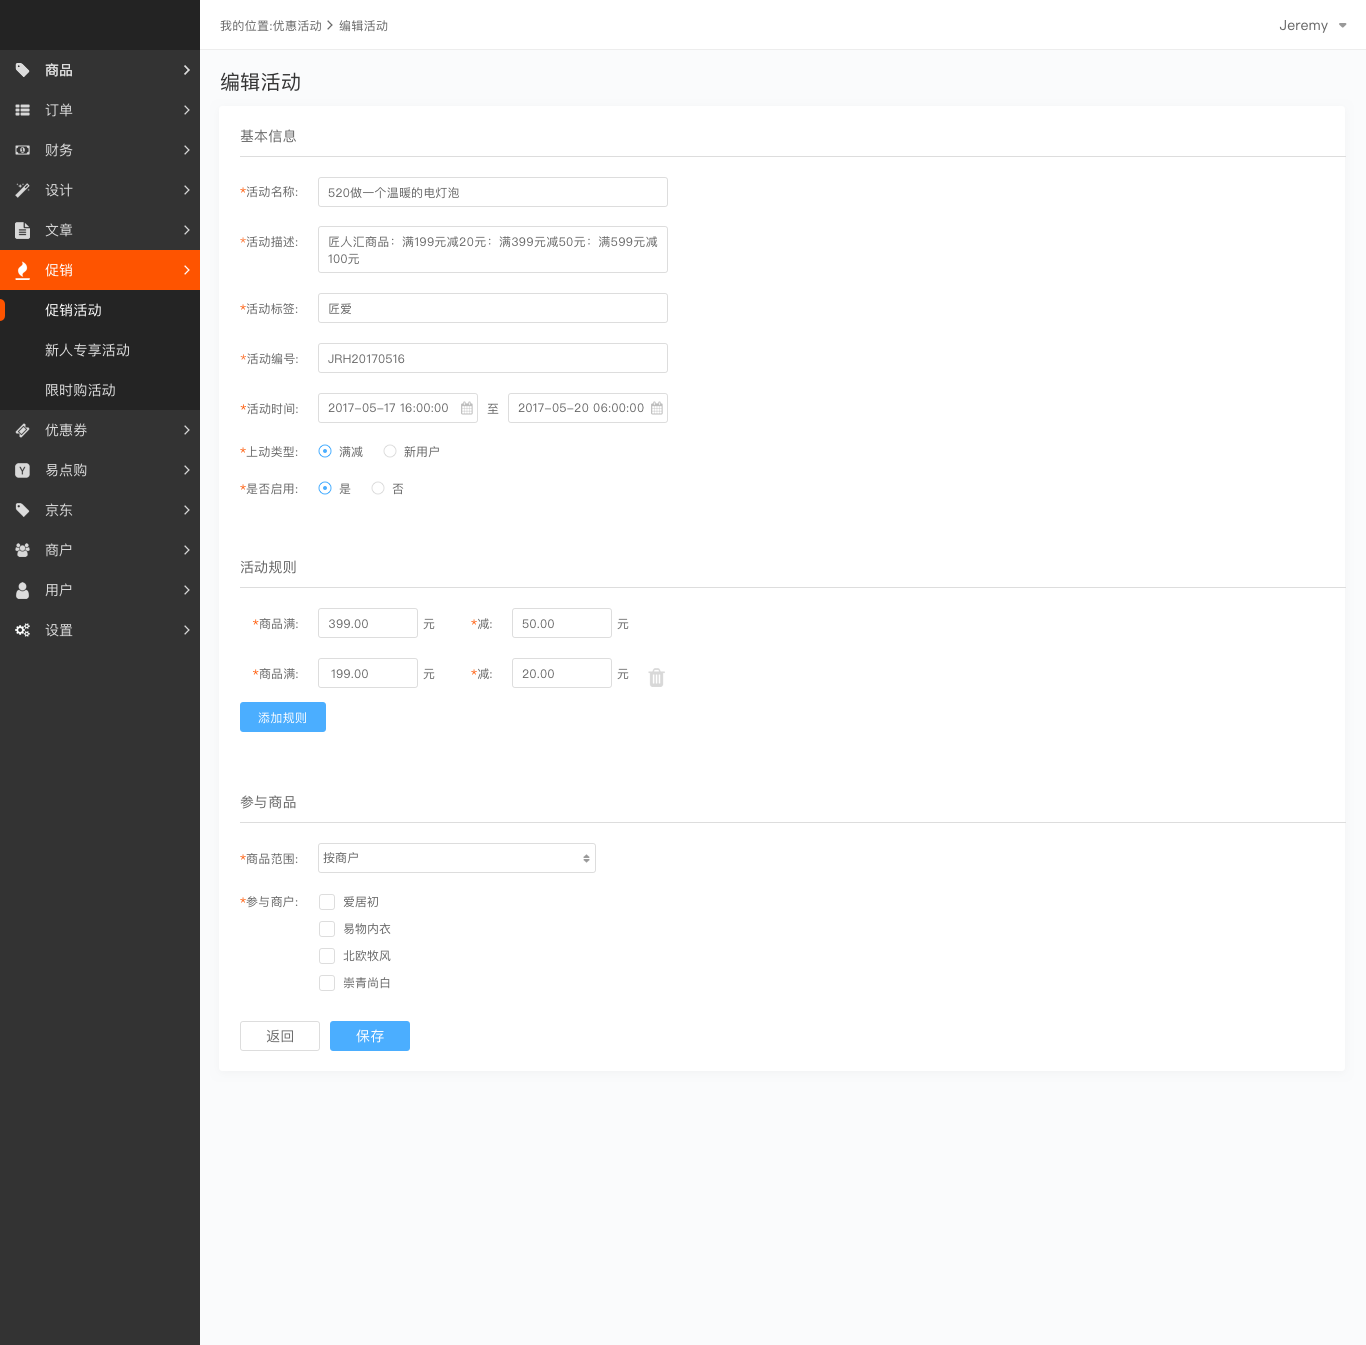 我的位置:优惠活动 > 编辑活动
Jeremy
商品
订单
财务
设计
文章
促销
促销活动
新人专享活动
限时购活动
优惠券
易点购
京东
商户
用户
设置
编辑活动
基本信息
*活动名称: 520做一个温暖的电灯泡
*活动描述: 匠人汇商品：满199元减20元：满399元减50元：满599元减
100元
*活动标签: 匠爱
*活动编号: JRH20170516
*活动时间: 2017-05-17 16:00:00 至 2017-05-20 06:00:00
*上动类型: 满减 新用户
*是否启用: 是 否
活动规则
*商品满: 399.00 元 *减: 50.00 元
*商品满: 199.00 元 *减: 20.00 元
添加规则
参与商品
*商品范围: 按商户
*参与商户: 爱居初
易物内衣
北欧牧风
崇青尚白
返回 保存